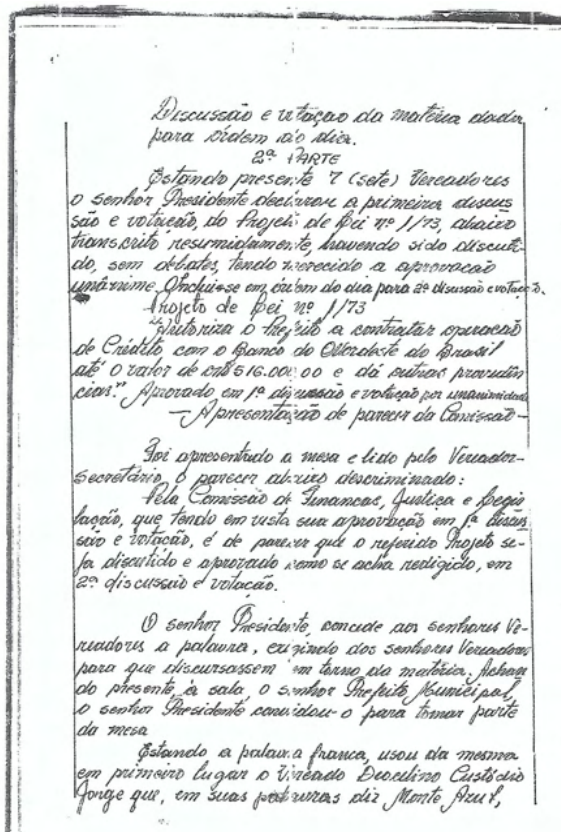 Discussão e votação da matéria dada
para órdem do dia.
2ª PARTE
Estando presente 7 (sete) Vereadores
o senhor Presidente declarou a primeira discus
são e votação, do Projeto de Lei nº 1/73, abaixo
transcrito resumidamente, havendo sido discuti-
do, sem debates, tendo merecido a aprovação
unânime. Incluiu-se em órdem do dia para 2ª discussão e votação.
Projeto de Lei nº 1/73
"Autoriza o Prefeito a contratar operação
de Crédito, com o Banco do Nordeste do Brasil
até o valor de cr$ 516.000,00 e dá outras providên
cias." Aprovado em 1ª discussão e votação por unanimidade
— Apresentação de parecer da Comissão —
Foi apresentado a mesa e lido pelo Vereador-
secretário, o parecer abaixo descriminado:
Pela Comissão de Finanças, Justiça e Legis
lação, que tendo em vista sua aprovação em 1ª discus
são e votação, é de parecer que o referido Projeto se-
ja discutido e aprovado como se acha redigido, em
2ª discussão e votação.
O senhor Presidente, concede aos senhores Ve-
readores a palavra, exigindo dos senhores Vereadores
para que discursassem em torno da matéria. Achan
do presente, à sala, o senhor Prefeito Municipal,
o senhor Presidente convidou-o para tomar parte
da mesa
Estando a palavra franca, usou da mesma
em primeiro lugar o Vereado Custódio
Jorge que, em suas palavras diz Monte Azul,